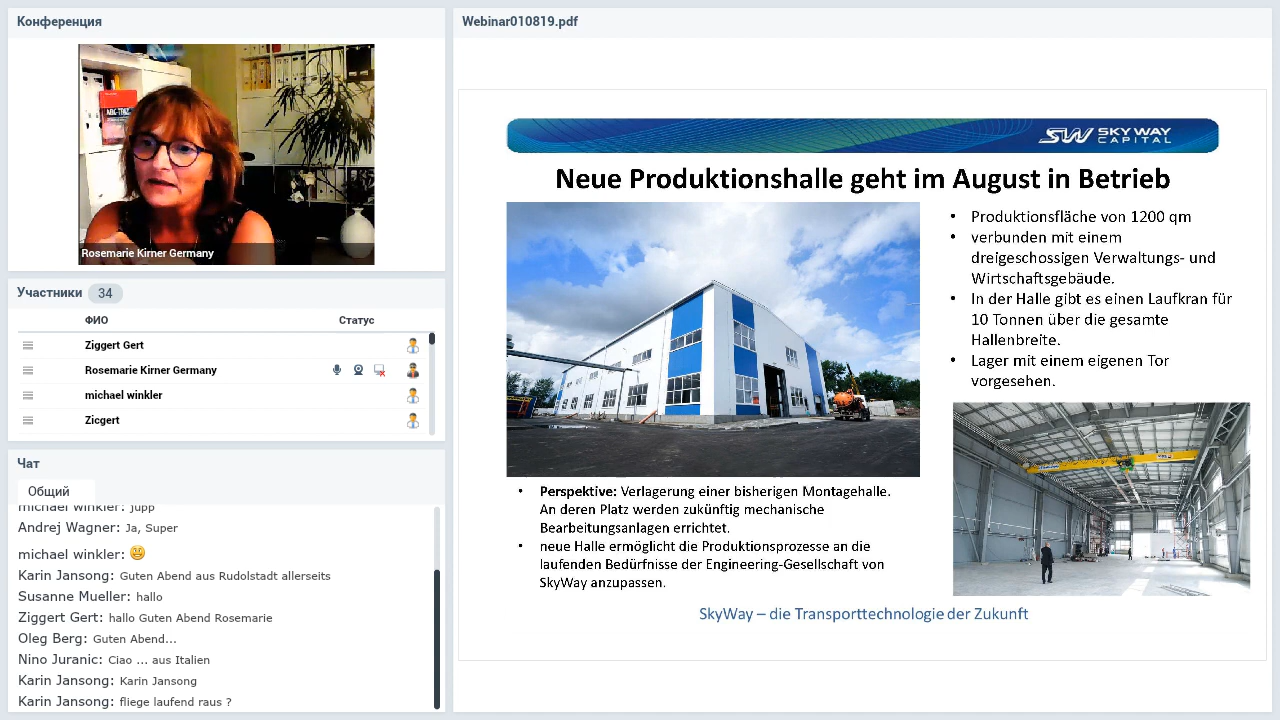 Конференция
Rosemarie Kirner Germany
Участники 34
ФИО Статус
Ziggert Gert
Rosemarie Kirner Germany
michael winkler
Zicgert
Чат
Общий
michael winkler: jupp
Andrej Wagner: Ja, Super
michael winkler:
Karin Jansong: Guten Abend aus Rudolstadt allerseits
Susanne Mueller: hallo
Ziggert Gert: hallo Guten Abend Rosemarie
Oleg Berg: Guten Abend...
Nino Juranic: Ciao ... aus Italien
Karin Jansong: Karin Jansong
Karin Jansong: fliege laufend raus ?
Webinar010819.pdf
SW SKY WAY
CAPITAL
Neue Produktionshalle geht im August in Betrieb
• Produktionsfläche von 1200 qm
• verbunden mit einem
dreigeschossigen Verwaltungs- und
Wirtschaftsgebäude.
• In der Halle gibt es einen Laufkran für
10 Tonnen über die gesamte
Hallenbreite.
• Lager mit einem eigenen Tor
vorgesehen.
• Perspektive: Verlagerung einer bisherigen Montagehalle.
An deren Platz werden zukünftig mechanische
Bearbeitungsanlagen errichtet.
• neue Halle ermöglicht die Produktionsprozesse an die
laufenden Bedürfnisse der Engineering-Gesellschaft von
SkyWay anzupassen.
SkyWay – die Transporttechnologie der Zukunft